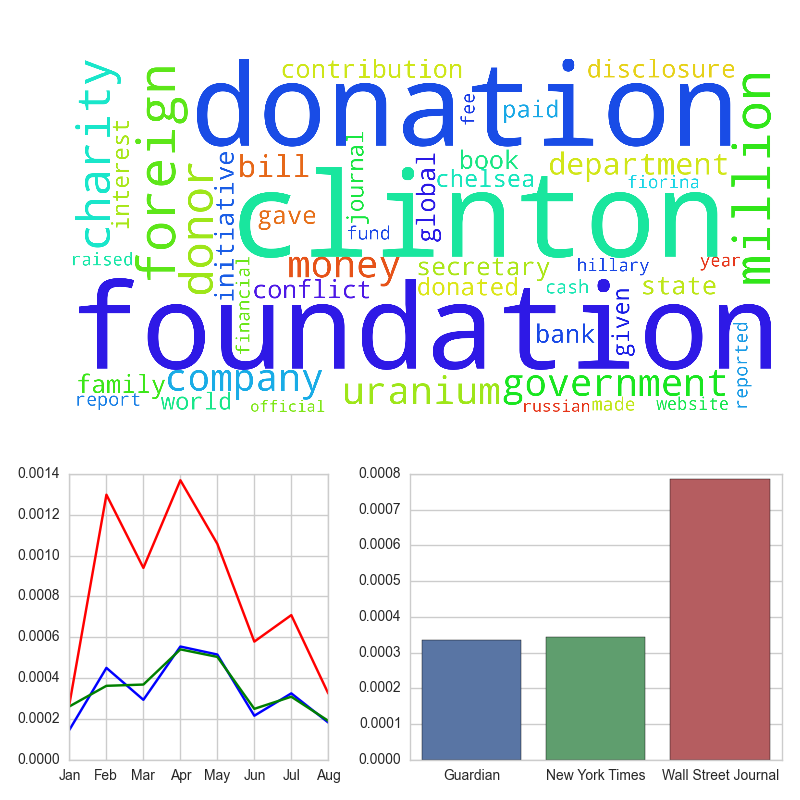 donation
contribution
disclosure
charity
foreign
fee
paid
million
interest
donor
bill
initiative
journal
global
book
chelsea
department
fiorina
clinton
gave
fund
raised
money
secretary
hillary
year
financial
conflict
donated
cash
state
foundation
bank
given
reported
family
company
uranium
government
report
world
official
russian
made
website
0.0014
0.0012
0.0010
0.0008
0.0006
0.0004
0.0002
0.0000
Jan Feb Mar Apr May Jun Jul Aug
0.0008
0.0007
0.0006
0.0005
0.0004
0.0003
0.0002
0.0001
0.0000
Guardian New York Times Wall Street Journal